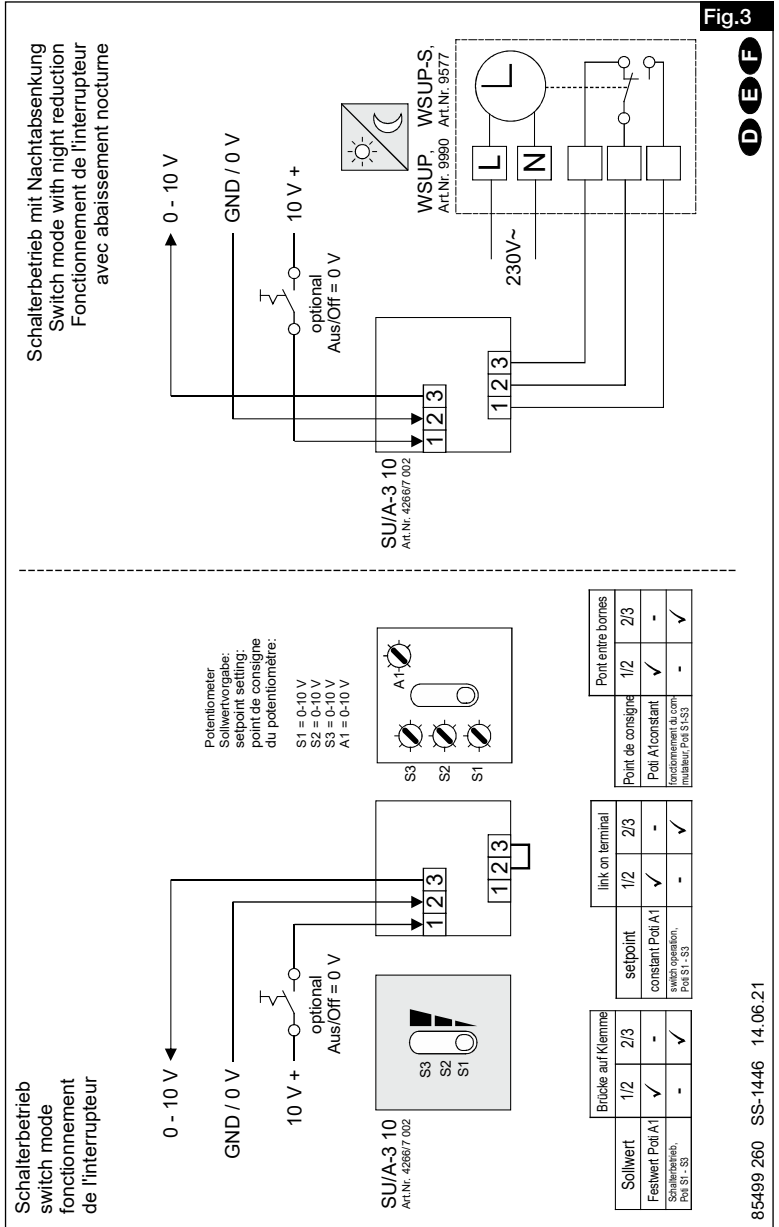 Fig.3
D E F
Schalterbetrieb
switch mode
fonctionnement
de l'interrupteur
0 - 10 V
GND / 0 V
10 V +
optional
Aus/Off = 0 V
SU/A-3 10
Art.Nr. 4266/7 002
S3
S2
S1
1 2 3
1 2 3
Potentiometer
Sollwertvorgabe:
setpoint setting:
point de consigne
du potentiomètre:
S1 = 0-10 V
S2 = 0-10 V
S3 = 0-10 V
A1 = 0-10 V
A1
S3
S2
S1
Brücke auf Klemme
Sollwert 1/2 2/3
Festwert Poti A1 ✓ -
Schalterbetrieb,
Poti S1 - S3 - ✓
link on terminal
setpoint 1/2 2/3
constant Poti A1 ✓ -
switch operation,
Poti S1 - S3 - ✓
Pont entre bornes
Point de consigne 1/2 2/3
Poti A1constant ✓ -
fonctionnement du com-
mutateur, Poti S1-S3 - ✓
Schalterbetrieb mit Nachtabsenkung
Switch mode with night reduction
Fonctionnement de l'interrupteur
avec abaissement nocturne
0 - 10 V
GND / 0 V
10 V +
optional
Aus/Off = 0 V
SU/A-3 10
Art.Nr. 4266/7 002
1 2 3
1 2 3
WSUP, WSUP-S,
Art.Nr. 9990 Art.Nr. 9577
230V~
L
N
L
85499 260 SS-1446 14.06.21